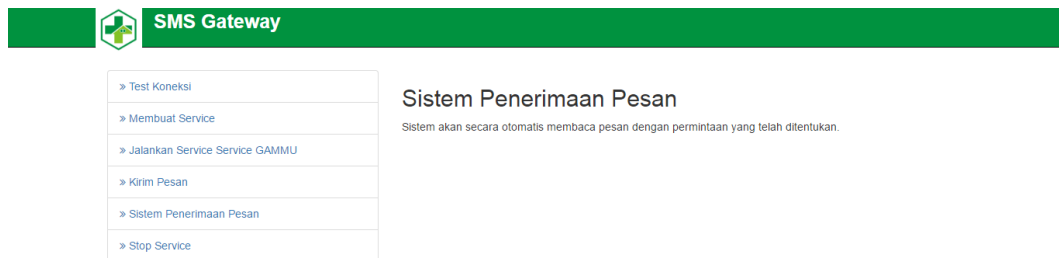 SMS Gateway
» Test Koneksi
» Membuat Service
» Jalankan Service Service GAMMU
» Kirim Pesan
» Sistem Penerimaan Pesan
» Stop Service
Sistem Penerimaan Pesan
Sistem akan secara otomatis membaca pesan dengan permintaan yang telah ditentukan.